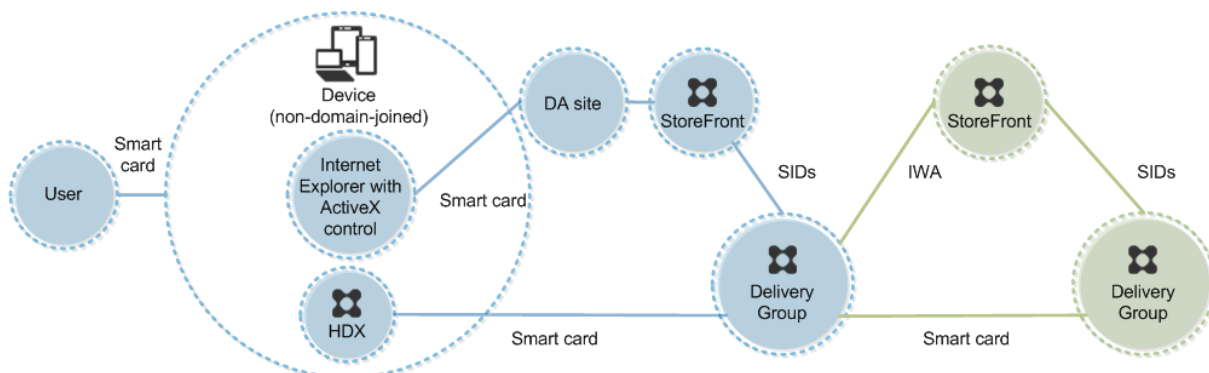 User
Smart
card
Device
(non-domain-joined)
Internet
Explorer with
ActiveX
control
HDX
Smart card
DA site
StoreFront
SIDs
Smart card
Delivery
Group
IWA
StoreFront
SIDs
Smart card
Delivery
Group